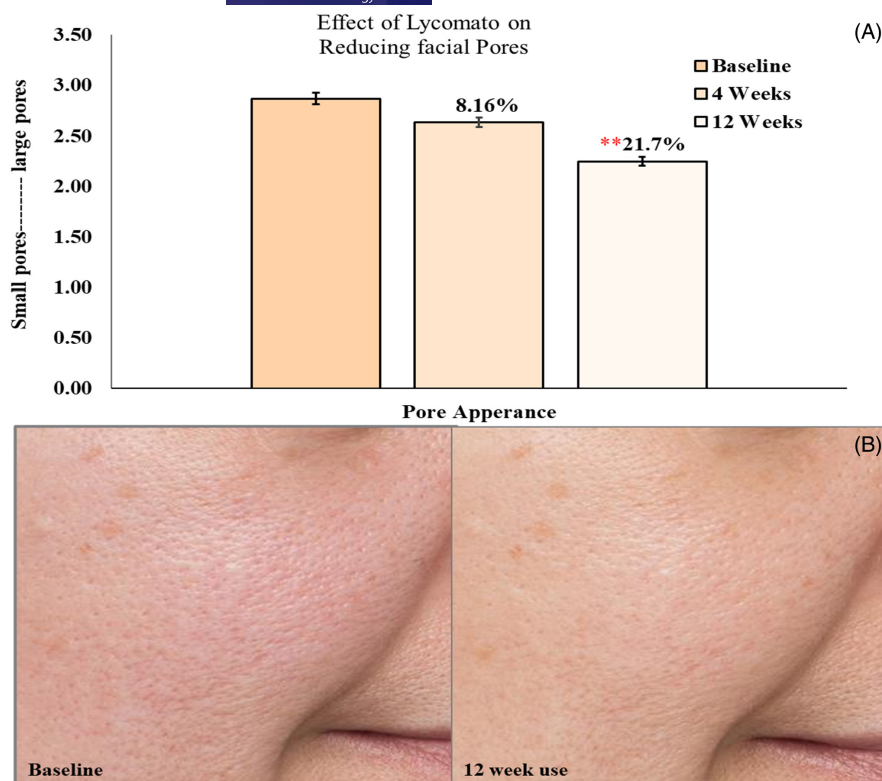 Effect of Lycomato on
Reducing facial Pores
(A)
3.50
3.00
2.50
2.00
1.50
1.00
0.50
0.00
Small pores-------- large pores
Baseline
4 Weeks
12 Weeks
8.16%
**21.7%
Pore Apperance
(B)
Baseline
12 week use